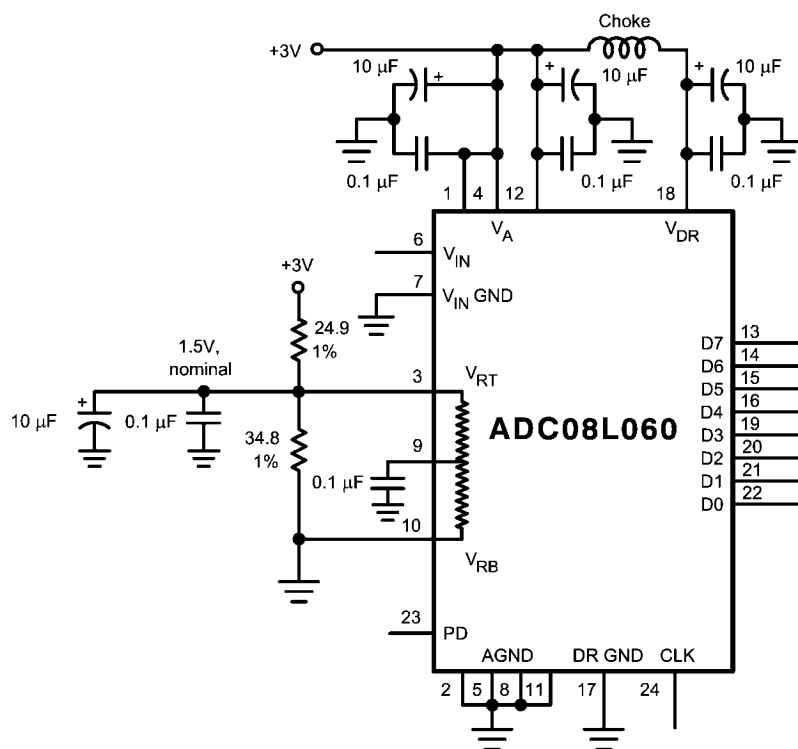 Choke
+3V
10 µF
+
+
10 µF
+
10 µF
0.1 µF
0.1 µF
0.1 µF
1
4
12
18
V_A
V_DR
6
V_IN
7
V_IN GND
+3V
24.9
1%
1.5V,
nominal
3
V_RT
+
10 µF
0.1 µF
34.8
1%
9
0.1 µF
10
V_RB
ADC08L060
D7
13
D6
14
D5
15
D4
16
D3
19
D2
20
D1
21
D0
22
23
PD
AGND
DR GND
CLK
2
5
8
11
17
24